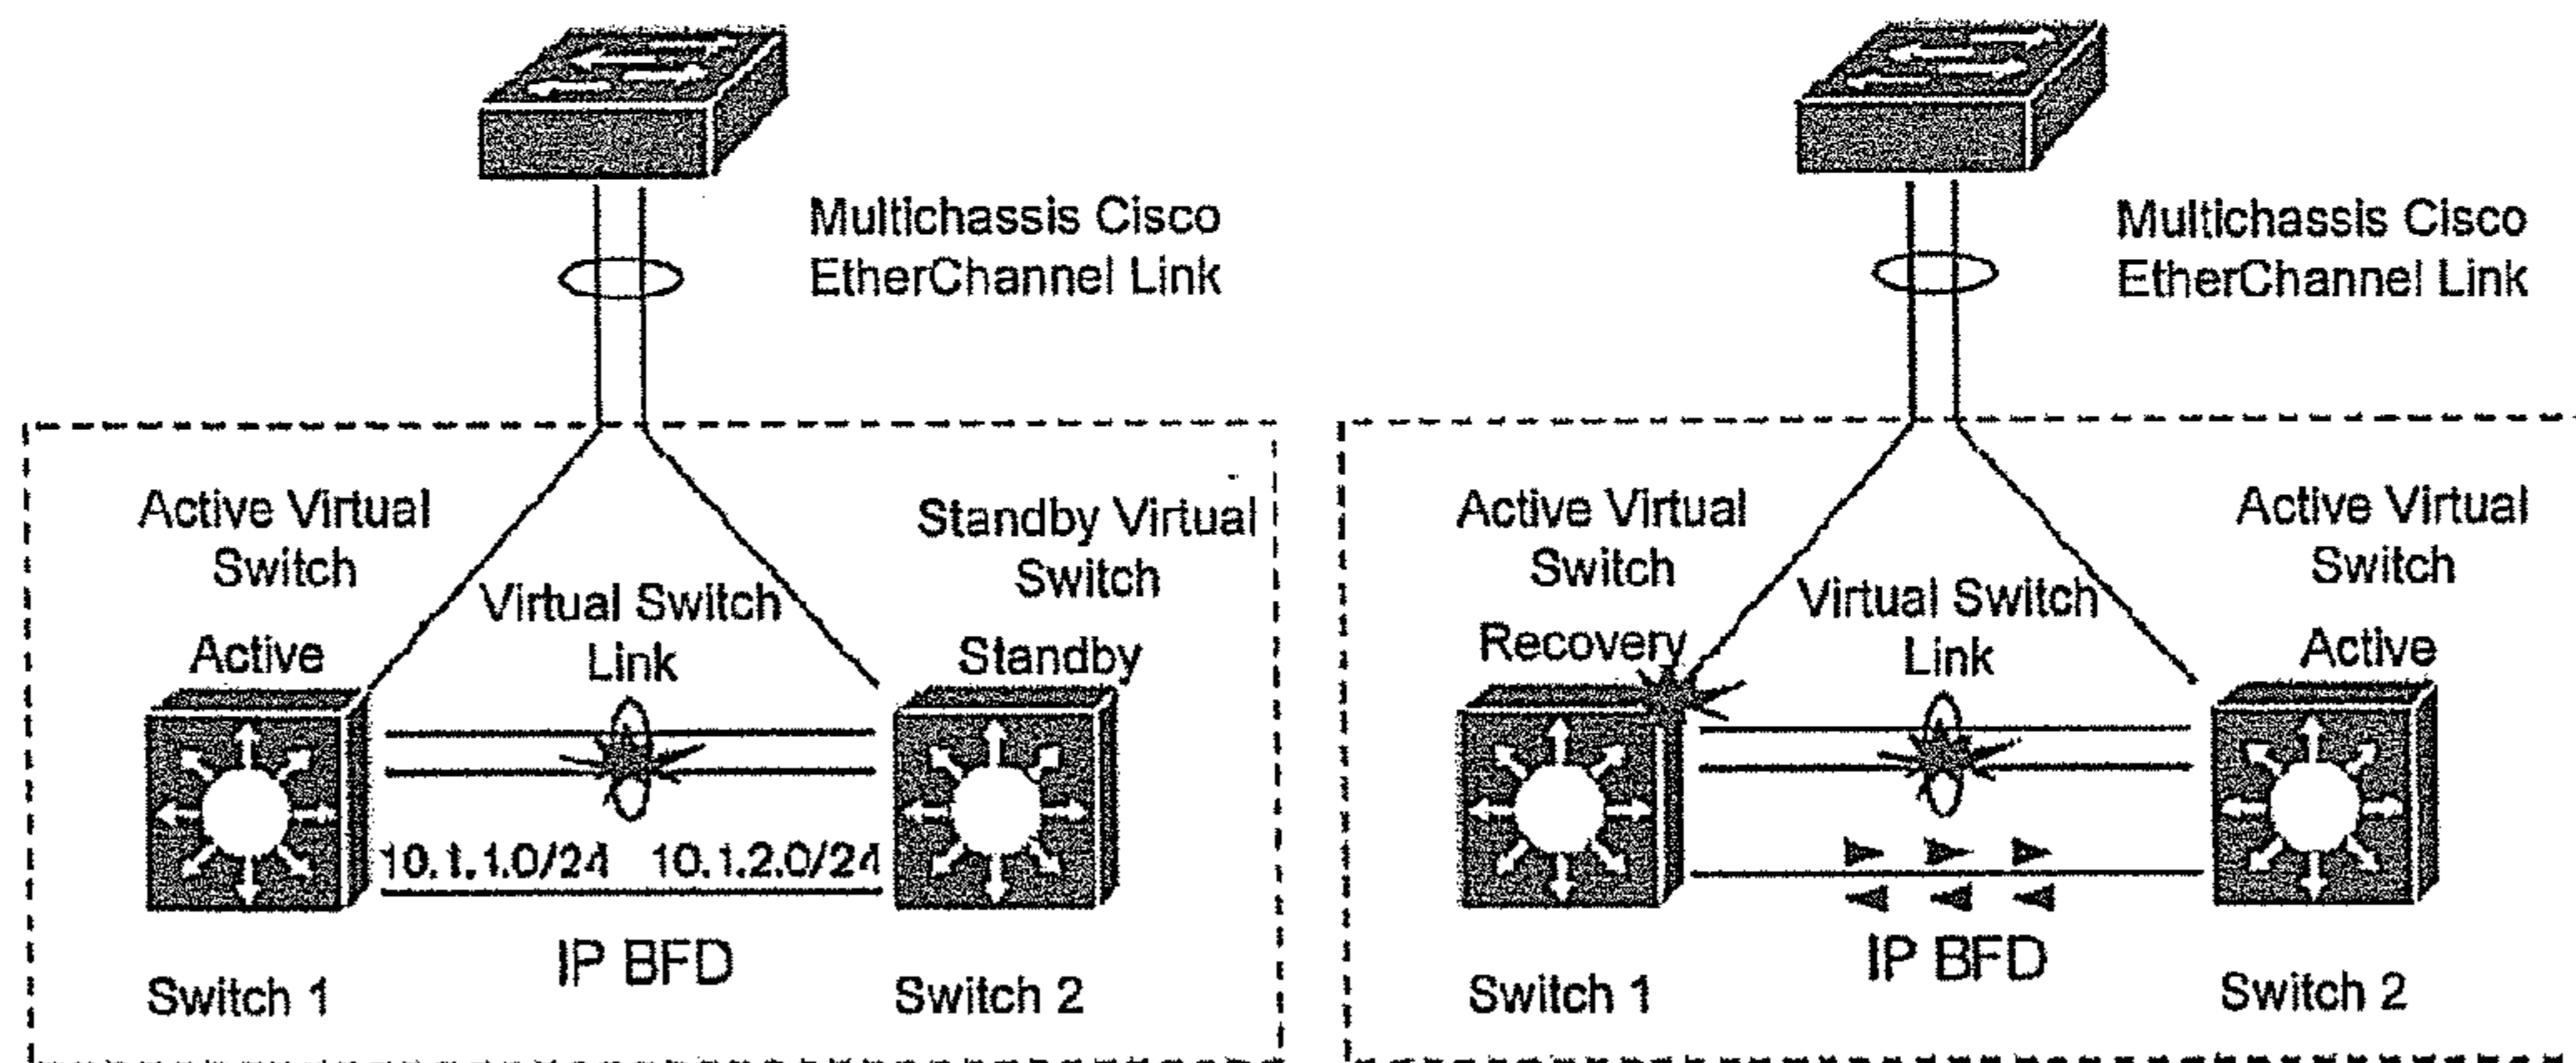 Multichassis Cisco
EtherChannel Link
Active Virtual
Switch
Standby Virtual
Switch
Virtual Switch
Link
Active
Standby
10.1.1.0/24
10.1.2.0/24
IP BFD
Switch 1
Switch 2
Multichassis Cisco
EtherChannel Link
Active Virtual
Switch
Active Virtual
Switch
Virtual Switch
Link
Recovery
Active
IP BFD
Switch 1
Switch 2